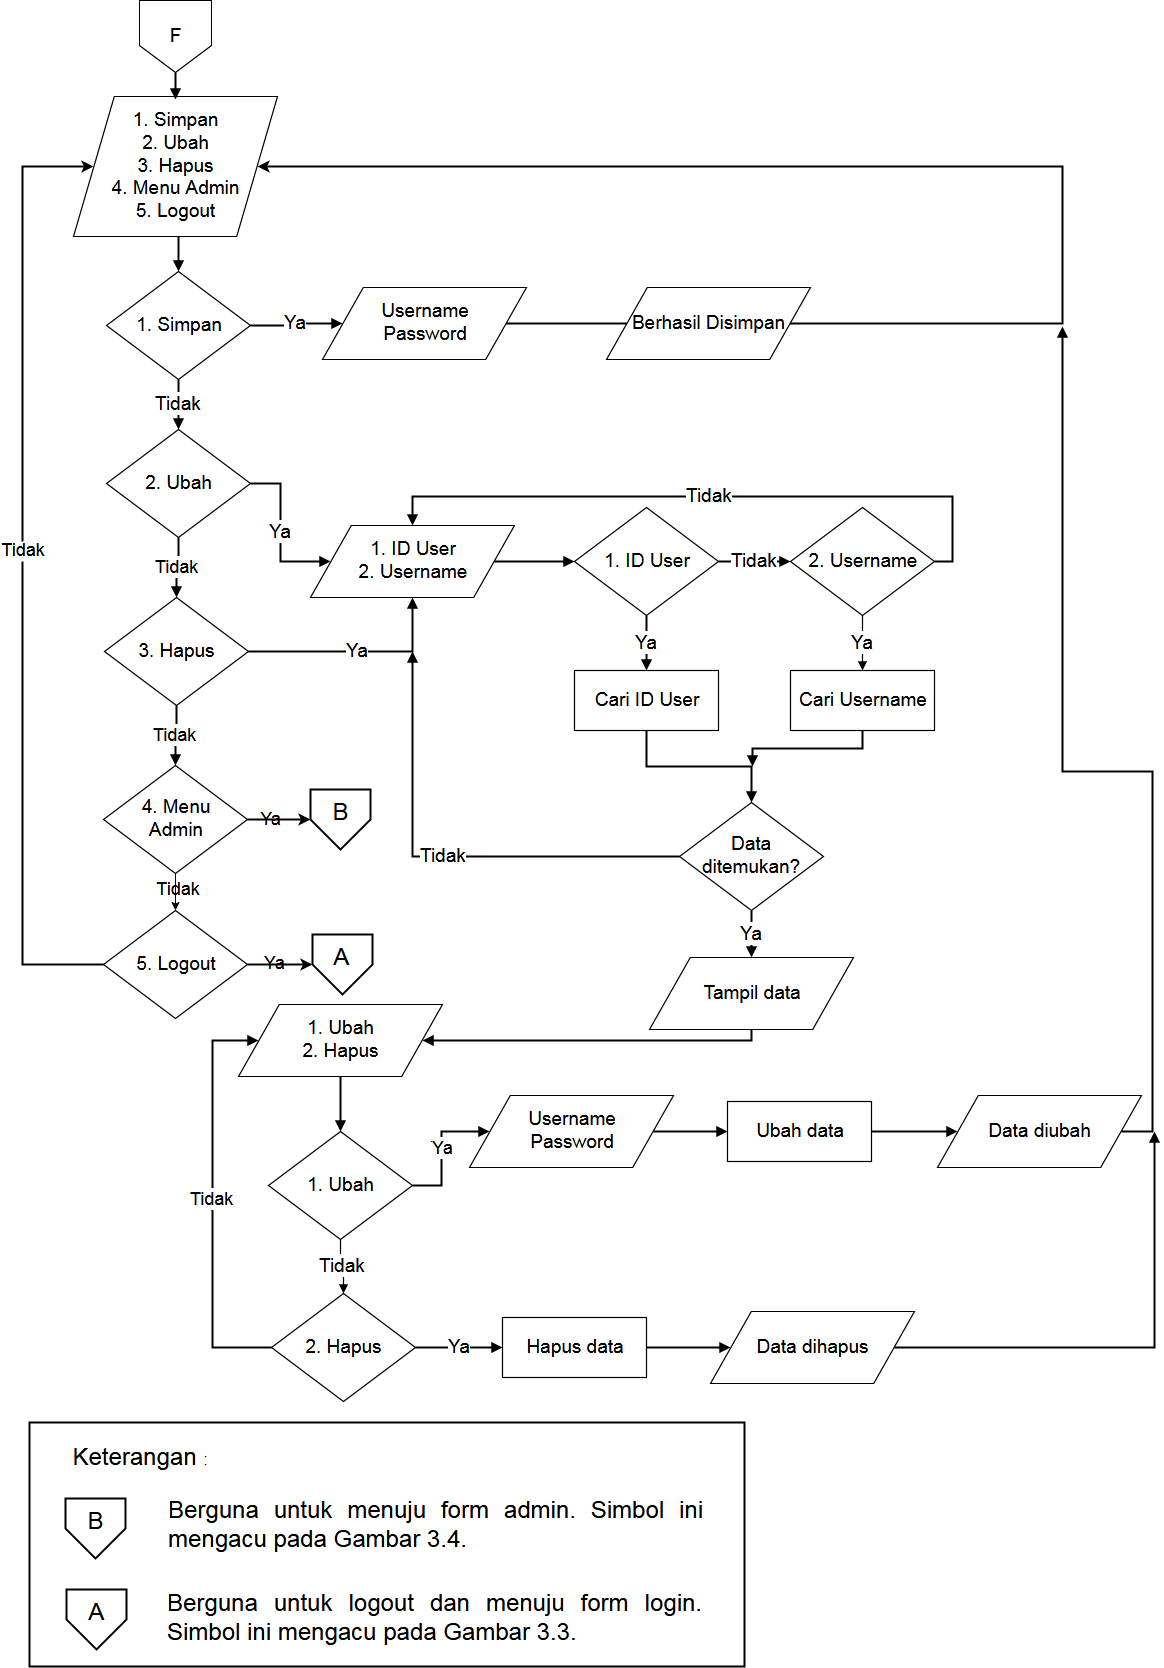 F
1. Simpan
2. Ubah
3. Hapus
4. Menu Admin
5. Logout
1. Simpan
Ya
Username
Password
Berhasil Disimpan
Tidak
2. Ubah
Ya
1. ID User
2. Username
Tidak
1. ID User
Tidak
2. Username
Tidak
Tidak
3. Hapus
Ya
Ya
Ya
Cari ID User
Cari Username
Tidak
4. Menu
Admin
Ya
B
Data
ditemukan?
Tidak
Tidak
Ya
5. Logout
Ya
A
Tampil data
1. Ubah
2. Hapus
Username
Password
Ubah data
Data diubah
Ya
1. Ubah
Tidak
Tidak
2. Hapus
Ya
Hapus data
Data dihapus
Keterangan :
B
Berguna untuk menuju form admin. Simbol ini
mengacu pada Gambar 3.4.
A
Berguna untuk logout dan menuju form login.
Simbol ini mengacu pada Gambar 3.3.